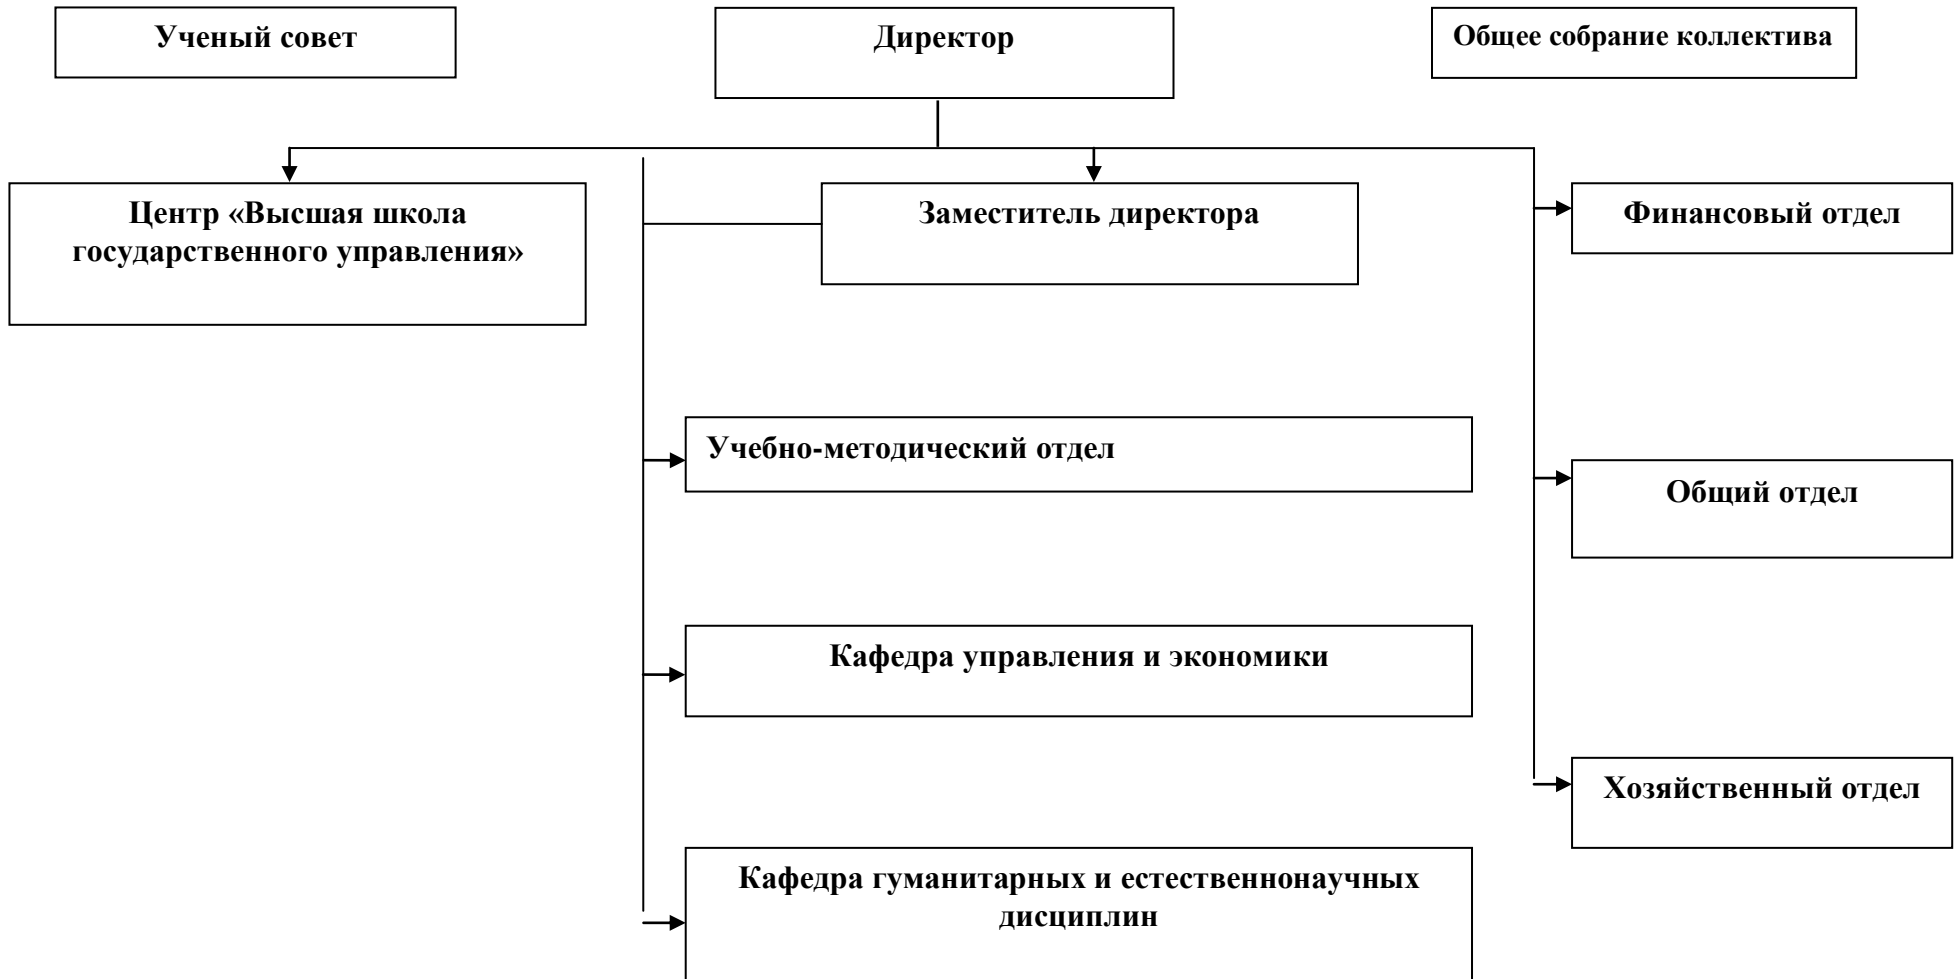 Ученый совет
Директор
Общее собрание коллектива
Центр «Высшая школа
государственного управления»
Заместитель директора
Финансовый отдел
Учебно-методический отдел
Общий отдел
Кафедра управления и экономики
Хозяйственный отдел
Кафедра гуманитарных и естественнонаучных
дисциплин